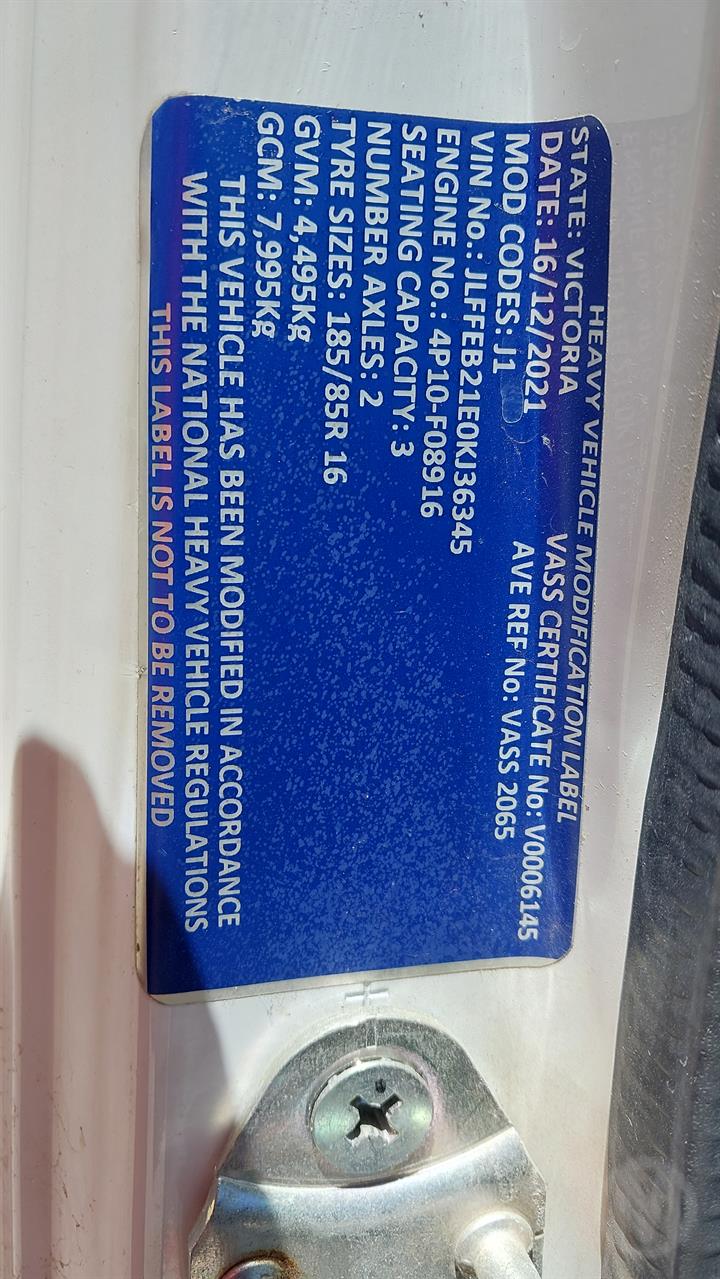 HEAVY VEHICLE MODIFICATION LABEL
STATE: VICTORIA VASS CERTIFICATE No: V0006145
DATE: 16/12/2021 AVE REF No: VASS 2065
MOD CODES: J1
VIN No.: JLFFEB21E0KJ36345
ENGINE No.: 4P10-F08916
SEATING CAPACITY: 3
NUMBER AXLES: 2
TYRE SIZES: 185/85R 16
GVM: 4,495Kg
GCM: 7,995Kg
THIS VEHICLE HAS BEEN MODIFIED IN ACCORDANCE
WITH THE NATIONAL HEAVY VEHICLE REGULATIONS
THIS LABEL IS NOT TO BE REMOVED